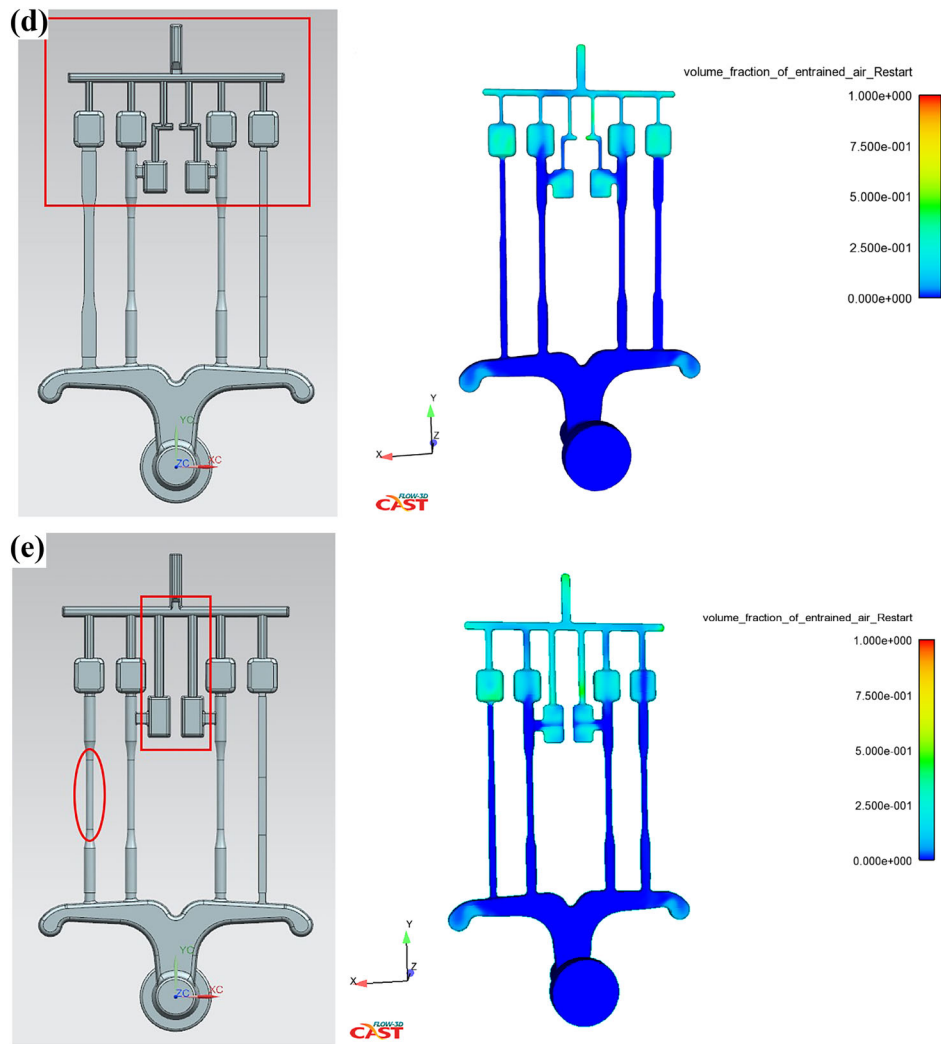 (d)
volume_fraction_of_entrained_air_Restart
1.000e+000
7.500e-001
5.000e-001
2.500e-001
0.000e+000
YC
ZC
XC
Y
Z
X
FLOW-3D
CAST
(e)
volume_fraction_of_entrained_air_Restart
1.000e+000
7.500e-001
5.000e-001
2.500e-001
0.000e+000
YC
ZC
XC
Y
Z
X
FLOW-3D
CAST